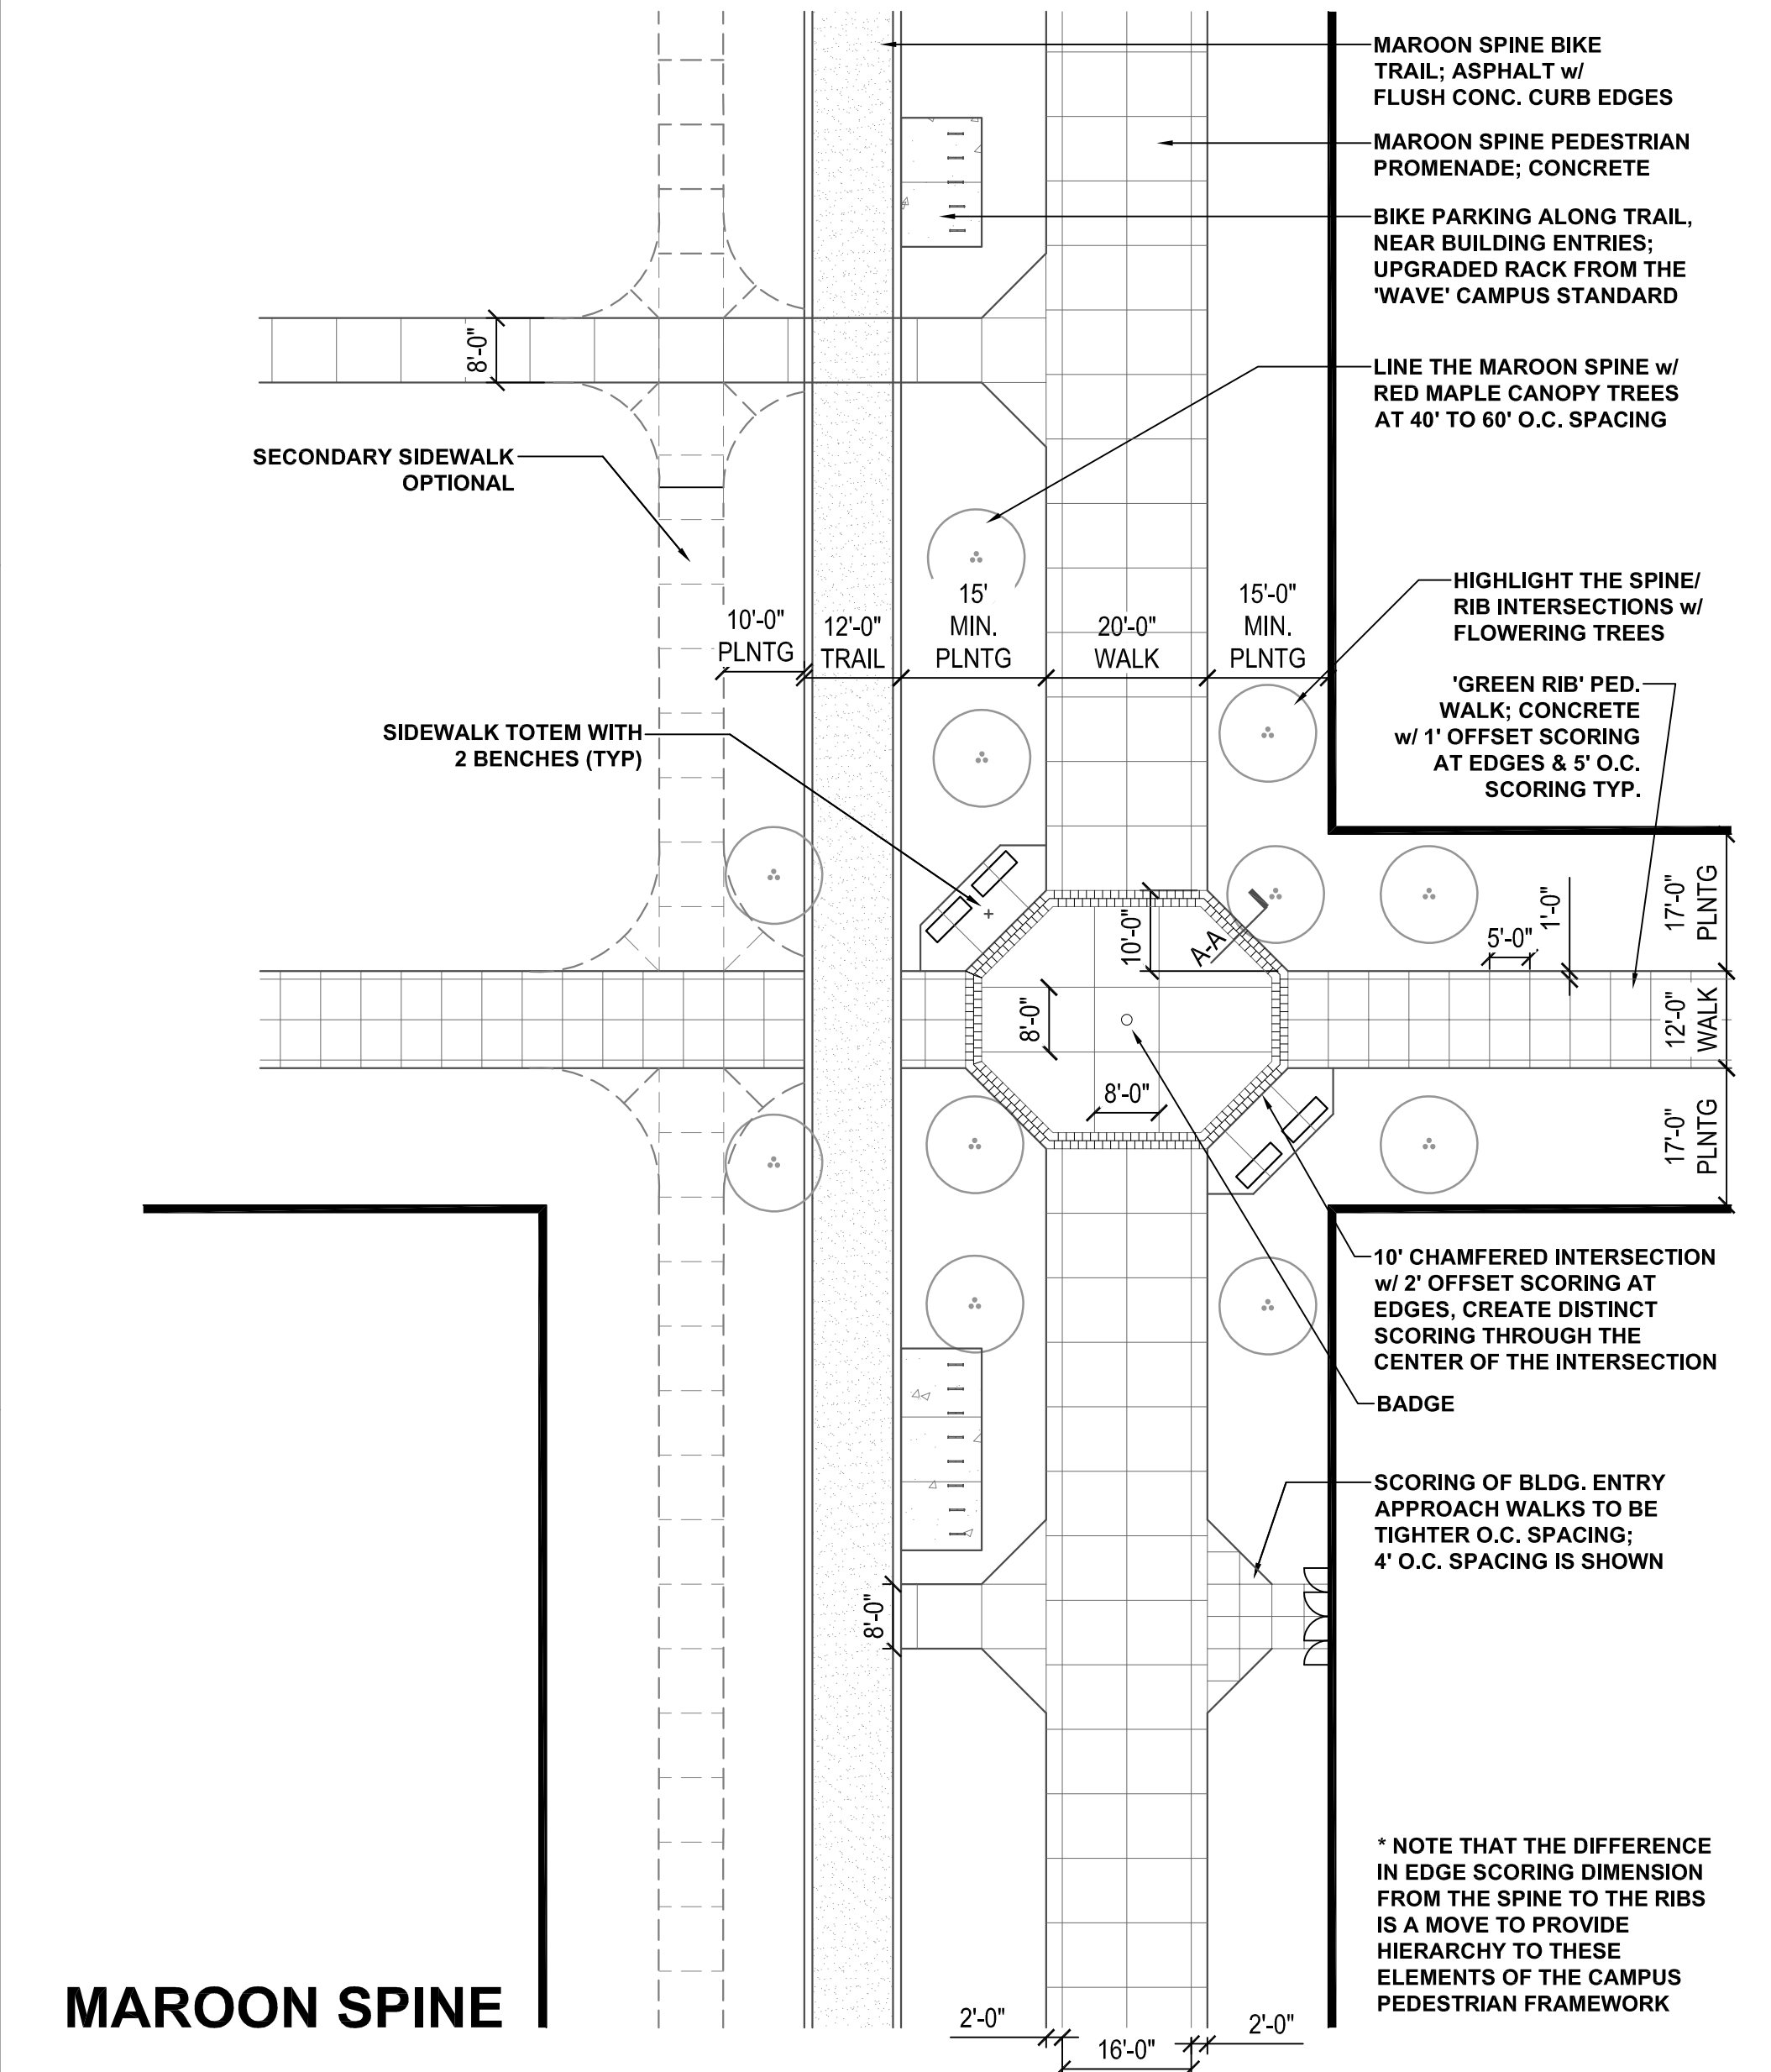 MAROON SPINE BIKE
TRAIL; ASPHALT w/
FLUSH CONC. CURB EDGES
MAROON SPINE PEDESTRIAN
PROMENADE; CONCRETE
BIKE PARKING ALONG TRAIL,
NEAR BUILDING ENTRIES;
UPGRADED RACK FROM THE
'WAVE' CAMPUS STANDARD
8'-0"
LINE THE MAROON SPINE w/
RED MAPLE CANOPY TREES
AT 40' TO 60' O.C. SPACING
SECONDARY SIDEWALK
OPTIONAL
HIGHLIGHT THE SPINE/
RIB INTERSECTIONS w/
FLOWERING TREES
10'-0"
PLNTG
12'-0"
TRAIL
15'
MIN.
PLNTG
20'-0"
WALK
15'-0"
MIN.
PLNTG
'GREEN RIB' PED.
WALK; CONCRETE
w/ 1' OFFSET SCORING
AT EDGES & 5' O.C.
SCORING TYP.
SIDEWALK TOTEM WITH
2 BENCHES (TYP)
10'-0"
A-A
5'-0"
1'-0"
17'-0"
PLNTG
8'-0"
8'-0"
12'-0"
WALK
17'-0"
PLNTG
10' CHAMFERED INTERSECTION
w/ 2' OFFSET SCORING AT
EDGES, CREATE DISTINCT
SCORING THROUGH THE
CENTER OF THE INTERSECTION
BADGE
SCORING OF BLDG. ENTRY
APPROACH WALKS TO BE
TIGHTER O.C. SPACING;
4' O.C. SPACING IS SHOWN
8'-0"
* NOTE THAT THE DIFFERENCE
IN EDGE SCORING DIMENSION
FROM THE SPINE TO THE RIBS
IS A MOVE TO PROVIDE
HIERARCHY TO THESE
ELEMENTS OF THE CAMPUS
PEDESTRIAN FRAMEWORK
MAROON SPINE
2'-0"
16'-0"
2'-0"